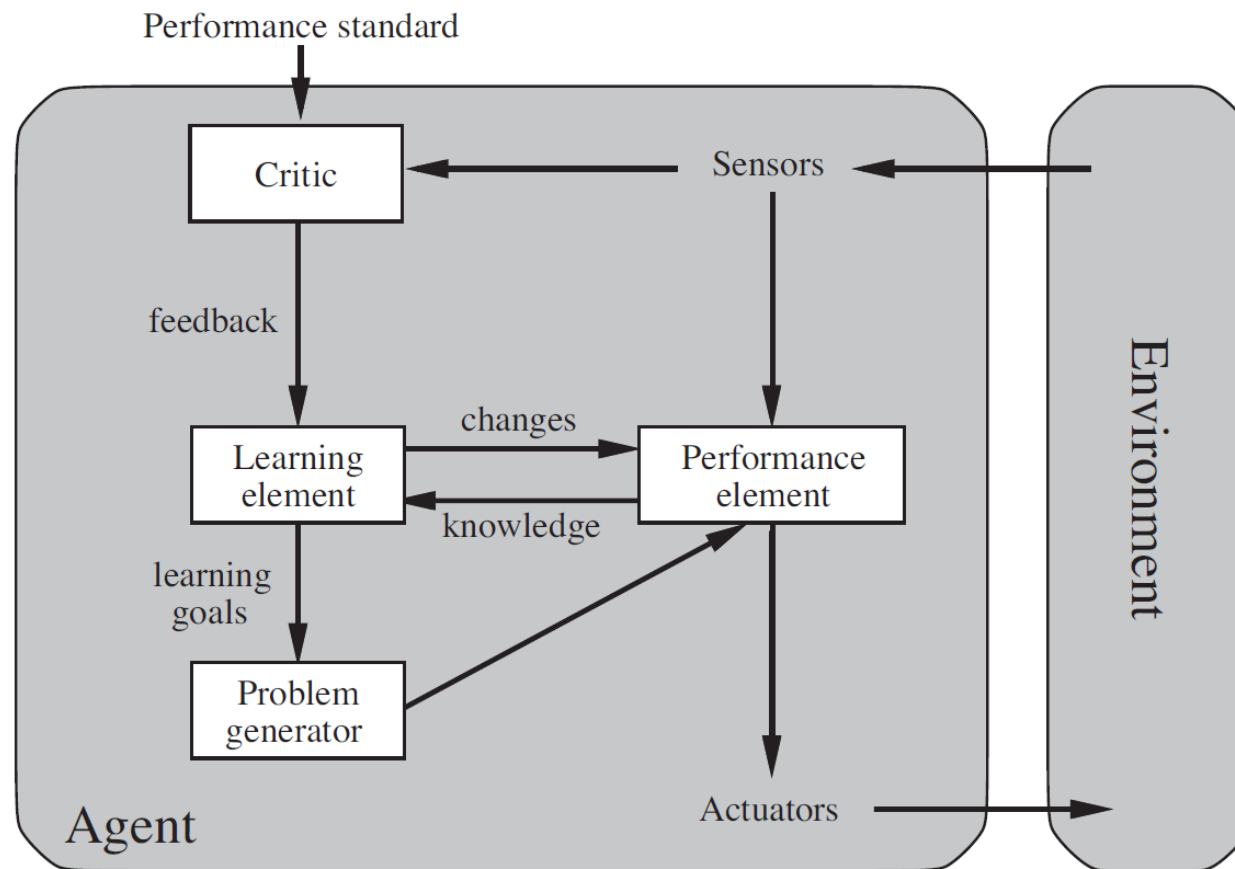 Performance standard
Critic
Sensors
feedback
changes
Learning
element
Performance
element
knowledge
learning
goals
Problem
generator
Actuators
Agent
Environment